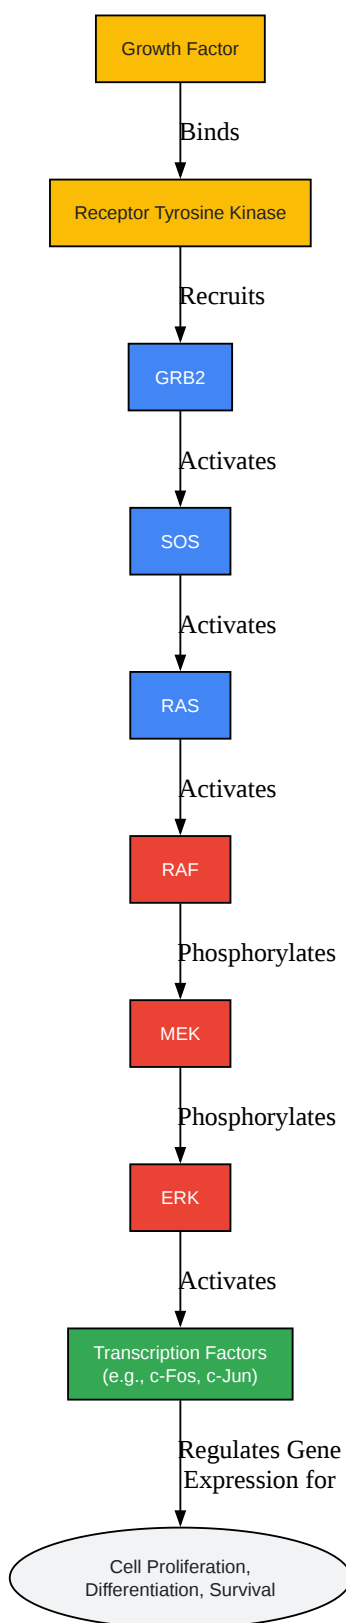 Growth Factor
Binds
Receptor Tyrosine Kinase
Recruits
GRB2
Activates
SOS
Activates
RAS
Activates
RAF
Phosphorylates
MEK
Phosphorylates
ERK
Activates
Transcription Factors
(e.g., c-Fos, c-Jun)
Regulates Gene
Expression for
Cell Proliferation,
Differentiation, Survival